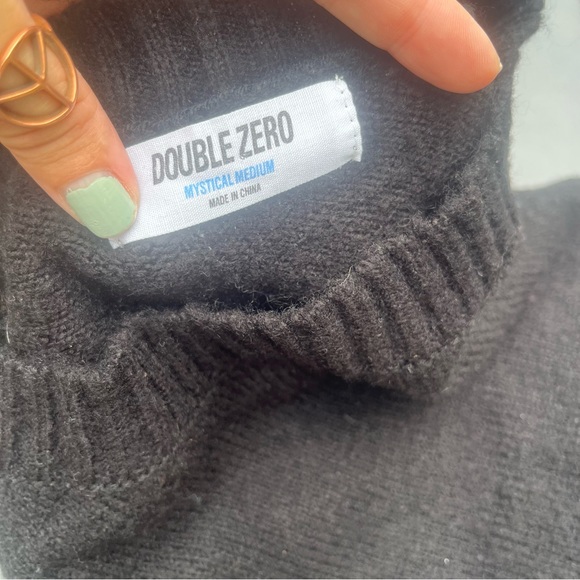 DOUBLE ZERO
MYSTICAL MEDIUM
MADE IN CHINA